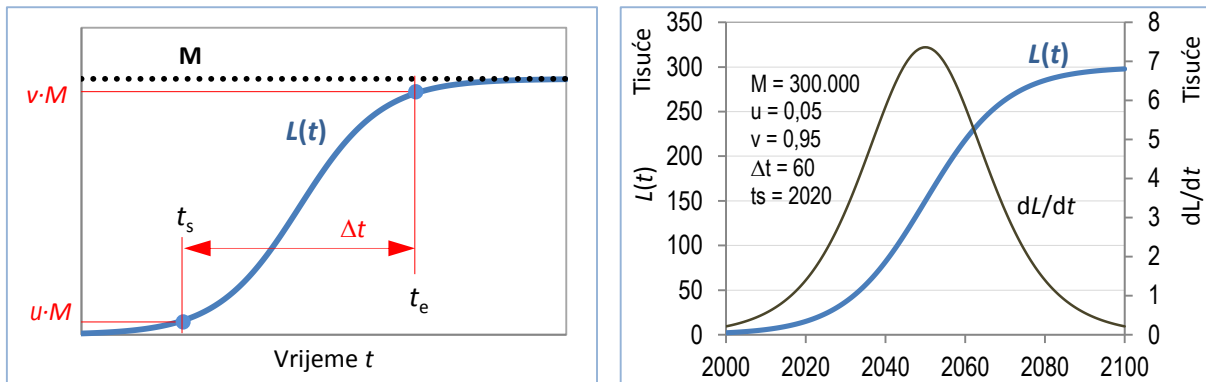 M
v·M
L(t)
ts
Δt
te
u·M
Vrijeme t
Tisuće
L(t)
350
300
250
200
150
100
50
0
M = 300.000
u = 0,05
v = 0,95
Δt = 60
ts = 2020
L(t)
dL/dt
Tisuće
dL/dt
8
7
6
5
4
3
2
1
0
2000 2020 2040 2060 2080 2100